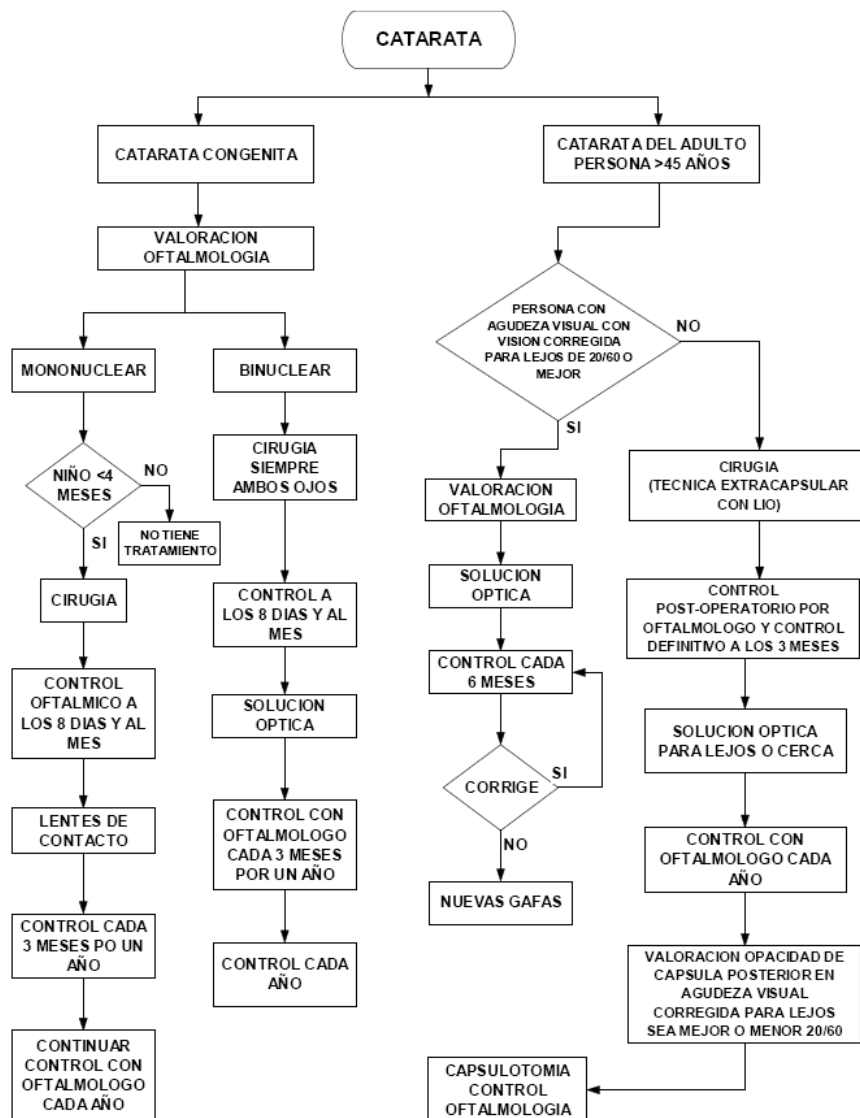 CATARATA
CATARATA CONGENITA
VALORACION
OFTALMOLOGIA
MONONUCLEAR
NIÑO <4
MESES
NO
NO TIENE
TRATAMIENTO
SI
CIRUGIA
CONTROL
OFTALMICO A
LOS 8 DIAS Y AL
MES
LENTES DE
CONTACTO
CONTROL CADA
3 MESES PO UN
AÑO
CONTINUAR
CONTROL CON
OFTALMOLOGO
CADA AÑO
BINUCLEAR
CIRUGIA
SIEMPRE
AMBOS OJOS
CONTROL A
LOS 8 DIAS Y AL
MES
SOLUCION
OPTICA
CONTROL CON
OFTALMOLOGO
CADA 3 MESES
POR UN AÑO
CONTROL CADA
AÑO
CATARATA DEL ADULTO
PERSONA >45 AÑOS
PERSONA CON
AGUDEZA VISUAL CON
VISION CORREGIDA
PARA LEJOS DE 20/60 O
MEJOR
SI
VALORACION
OFTALMOLOGIA
SOLUCION
OPTICA
CONTROL CADA
6 MESES
CORRIGE
SI
NO
NUEVAS GAFAS
NO
CIRUGIA
(TECNICA EXTRACAPSULAR
CON LIO)
CONTROL
POST-OPERATORIO POR
OFTALMOLOGO Y CONTROL
DEFINITIVO A LOS 3 MESES
SOLUCION OPTICA
PARA LEJOS O CERCA
CONTROL CON
OFTALMOLOGO CADA
AÑO
VALORACION OPACIDAD DE
CAPSULA POSTERIOR EN
AGUDEZA VISUAL
CORREGIDA PARA LEJOS
SEA MEJOR O MENOR 20/60
CAPSULOTOMIA
CONTROL
OFTALMOLOGIA